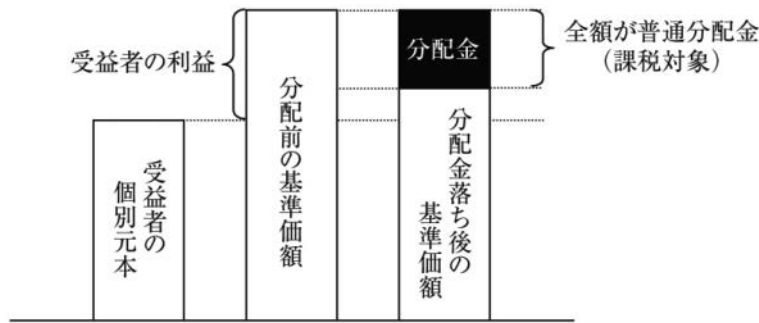 受益者の利益
分配金
全額が普通分配金
（課税対象）
受益者の
個別元本
分配前の基準価額
分配金落ち後の
基準価額